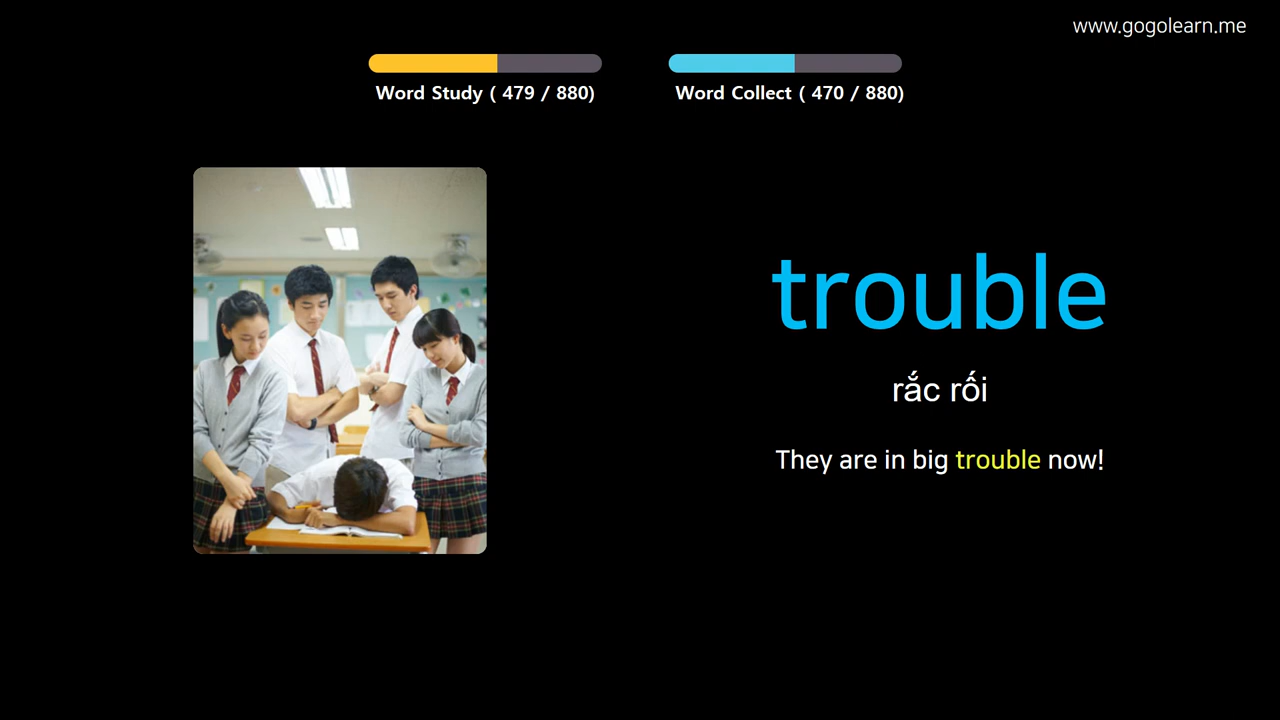 www.gogolearn.me
Word Study ( 479 / 880)
Word Collect ( 470 / 880)
trouble
rắc rối
They are in big trouble now!